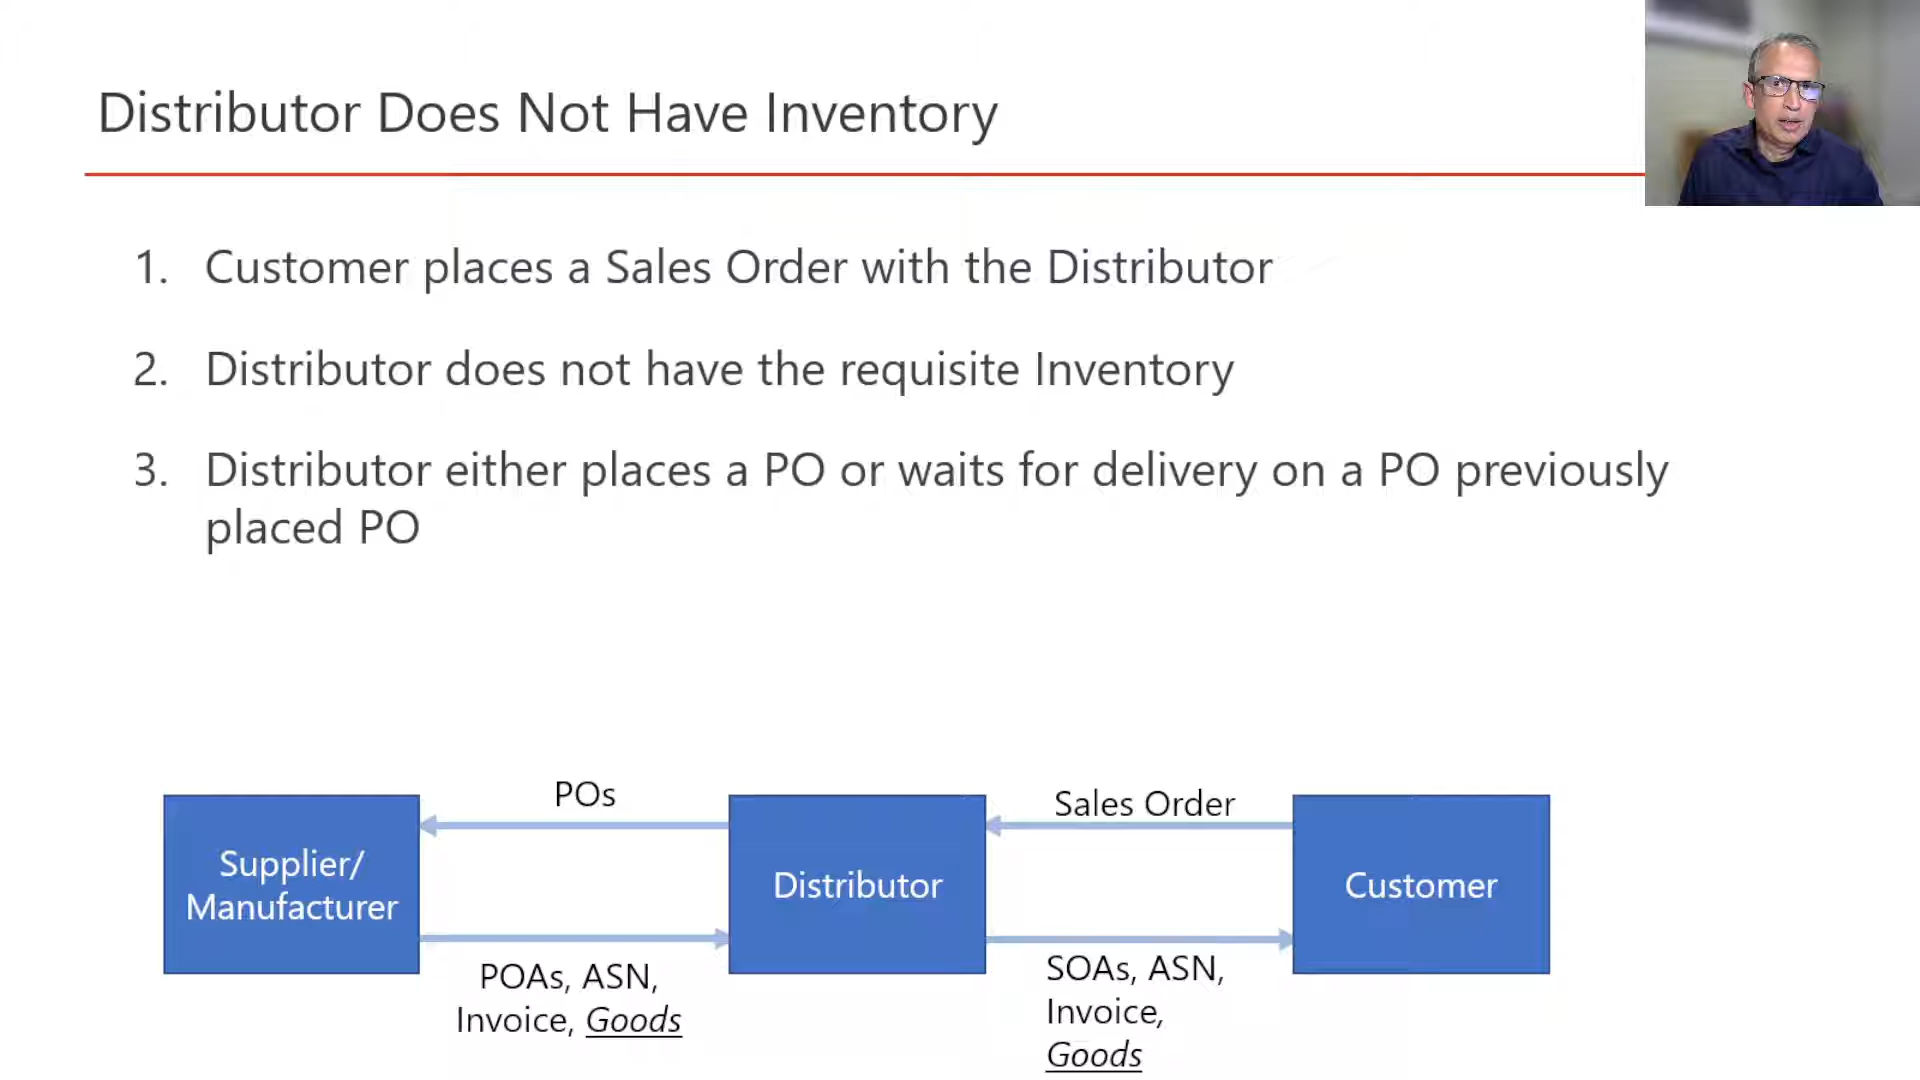 Distributor Does Not Have Inventory
1. Customer places a Sales Order with the Distributor
2. Distributor does not have the requisite Inventory
3. Distributor either places a PO or waits for delivery on a PO previously
placed PO
POs
Sales Order
Supplier/
Manufacturer
Distributor
Customer
POAs, ASN,
Invoice, Goods
SOAs, ASN,
Invoice,
Goods